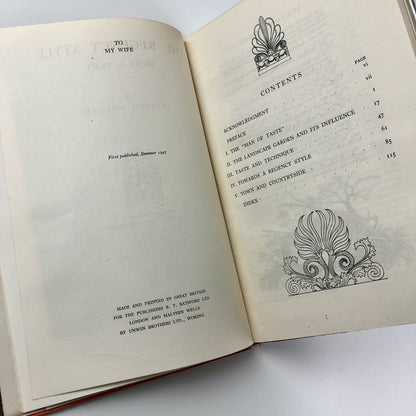 TO
MY WIFE
First published, Summer 1947
MADE AND PRINTED IN GREAT BRITAIN
FOR THE PUBLISHERS B. T. BATSFORD LTD
LONDON AND MALVERN WELLS
BY UNWIN BROTHERS LTD., WOKING
CONTENTS
PAGE
ACKNOWLEDGMENT vi
PREFACE vii
I. THE "MAN OF TASTE" 1
II. THE LANDSCAPE GARDEN AND ITS INFLUENCE 17
III. TASTE AND TECHNIQUE 47
IV. TOWARDS A REGENCY STYLE 61
V. TOWN AND COUNTRYSIDE 85
INDEX 115